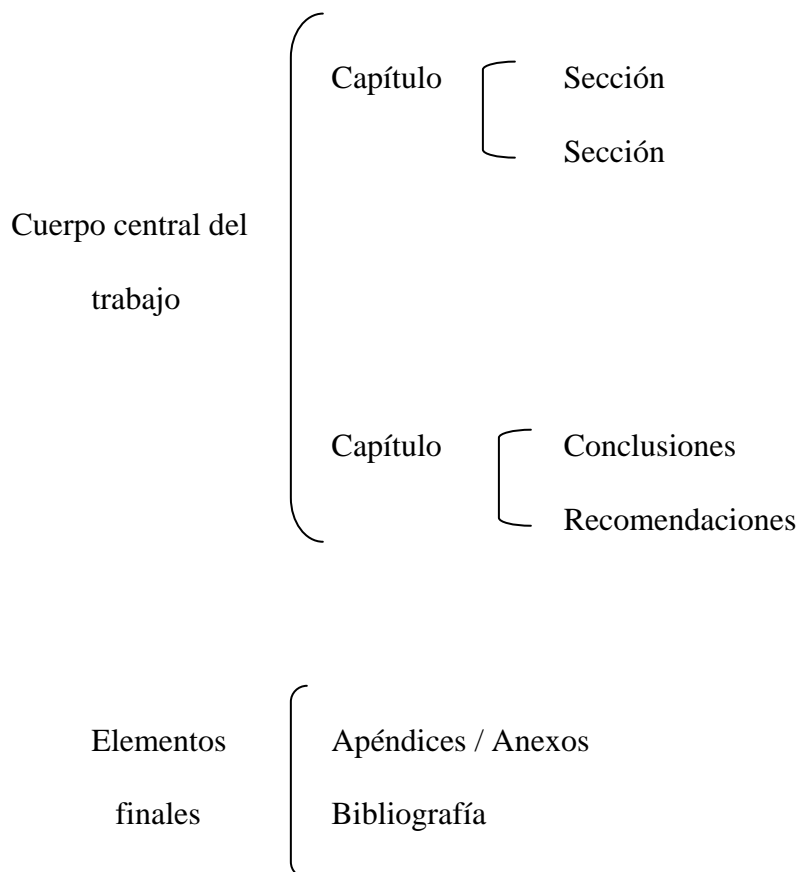 Capítulo Sección
Sección
Cuerpo central del
trabajo
Capítulo Conclusiones
Recomendaciones
Elementos Apéndices / Anexos
finales Bibliografía